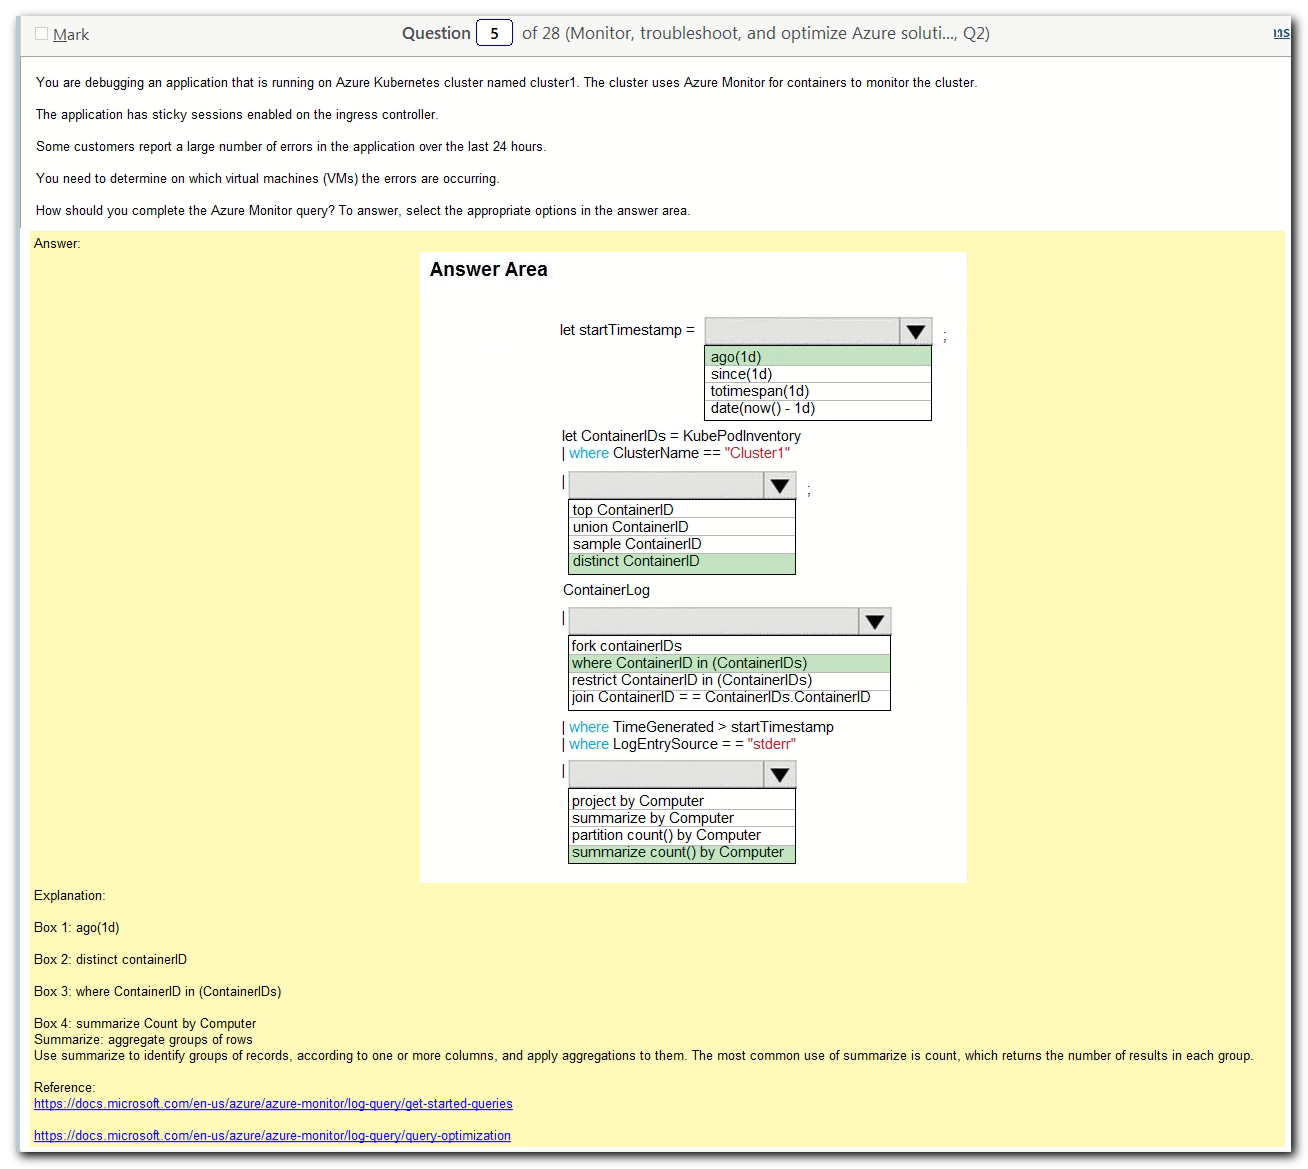 Mark
Question 5 of 28 (Monitor, troubleshoot, and optimize Azure soluti..., Q2)
You are debugging an application that is running on Azure Kubernetes cluster named cluster1. The cluster uses Azure Monitor for containers to monitor the cluster.
The application has sticky sessions enabled on the ingress controller.
Some customers report a large number of errors in the application over the last 24 hours.
You need to determine on which virtual machines (VMs) the errors are occurring.
How should you complete the Azure Monitor query? To answer, select the appropriate options in the answer area.
Answer:
Answer Area
let startTimestamp = ;
ago(1d)
since(1d)
totimespan(1d)
date(now() - 1d)
let ContainerIDs = KubePodInventory
| where ClusterName == "Cluster1"
| ;
top ContainerID
union ContainerID
sample ContainerID
distinct ContainerID
ContainerLog
|
fork containerIDs
where ContainerID in (ContainerIDs)
restrict ContainerID in (ContainerIDs)
join ContainerID = = ContainerIDs.ContainerID
| where TimeGenerated > startTimestamp
| where LogEntrySource = = "stderr"
|
project by Computer
summarize by Computer
partition count() by Computer
summarize count() by Computer
Explanation:
Box 1: ago(1d)
Box 2: distinct containerID
Box 3: where ContainerID in (ContainerIDs)
Box 4: summarize Count by Computer
Summarize: aggregate groups of rows
Use summarize to identify groups of records, according to one or more columns, and apply aggregations to them. The most common use of summarize is count, which returns the number of results in each group.
Reference:
https://docs.microsoft.com/en-us/azure/azure-monitor/log-query/get-started-queries
https://docs.microsoft.com/en-us/azure/azure-monitor/log-query/query-optimization